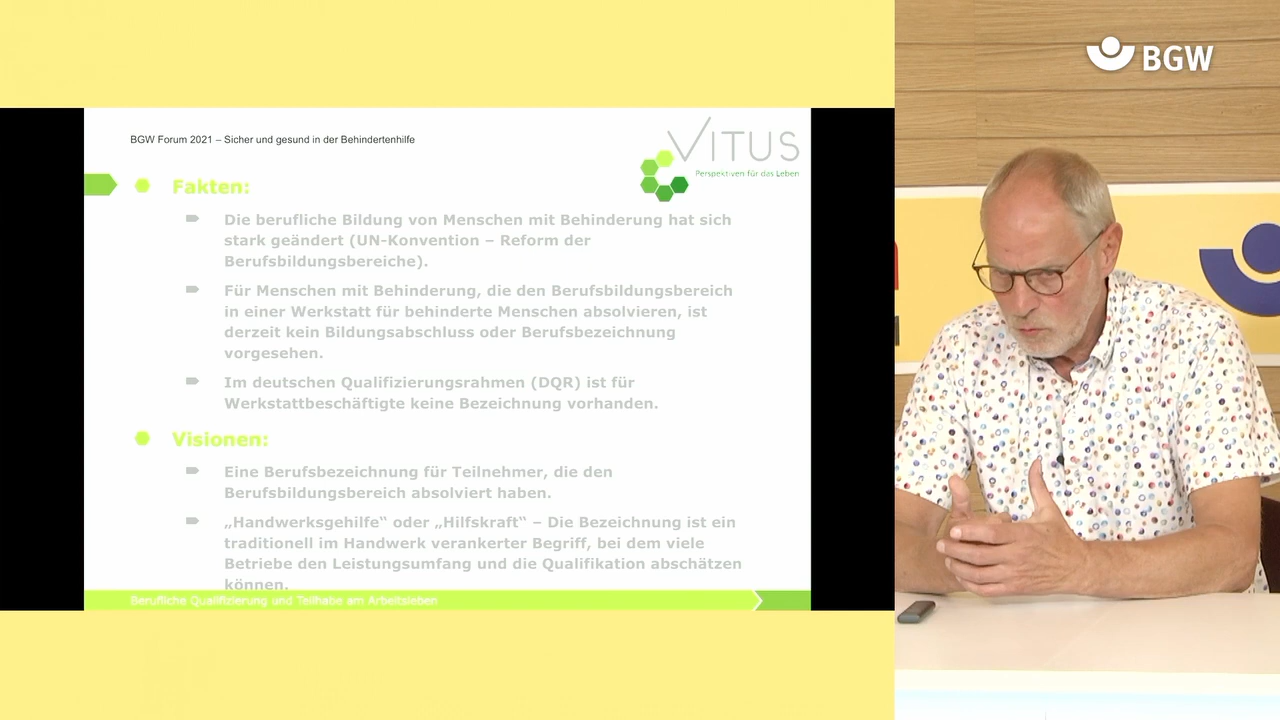 BGW
BGW Forum 2021 – Sicher und gesund in der Behindertenhilfe
VITUS
Perspektiven für das Leben
Fakten:
Die berufliche Bildung von Menschen mit Behinderung hat sich
stark geändert (UN-Konvention – Reform der
Berufsbildungsbereiche).
Für Menschen mit Behinderung, die den Berufsbildungsbereich
in einer Werkstatt für behinderte Menschen absolvieren, ist
derzeit kein Bildungsabschluss oder Berufsbezeichnung
vorgesehen.
Im deutschen Qualifizierungsrahmen (DQR) ist für
Werkstattbeschäftigte keine Bezeichnung vorhanden.
Visionen:
Eine Berufsbezeichnung für Teilnehmer, die den
Berufsbildungsbereich absolviert haben.
„Handwerksgehilfe“ oder „Hilfskraft“ – Die Bezeichnung ist ein
traditionell im Handwerk verankerter Begriff, bei dem viele
Betriebe den Leistungsumfang und die Qualifikation abschätzen
können.
Berufliche Qualifizierung und Teilhabe am Arbeitsleben